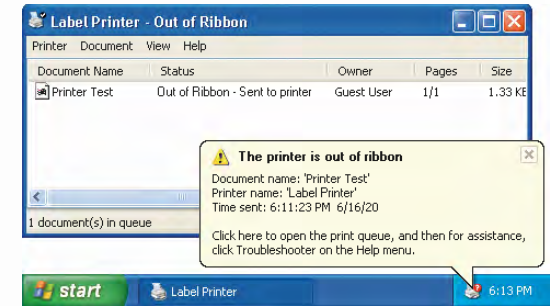 Label Printer - Out of Ribbon
Printer Document View Help
Document Name Status Owner Pages Size
Printer Test Out of Ribbon - Sent to printer Guest User 1/1 1.33 KB
The printer is out of ribbon
Document name: 'Printer Test'
Printer name: 'Label Printer'
Time sent: 6:11:23 PM 6/16/20
1 document(s) in queue
Click here to open the print queue, and then for assistance,
click Troubleshooter on the Help menu.
start Label Printer 6:13 PM